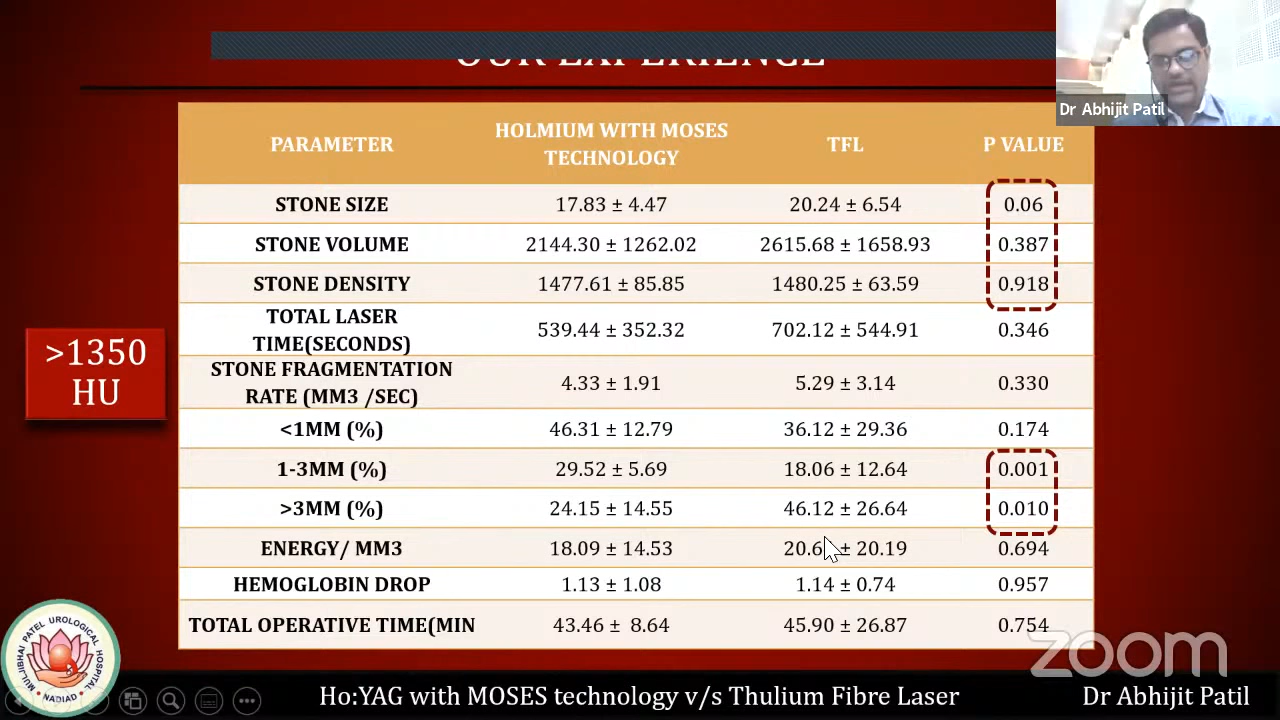 OUR EXPERIENCE
Dr Abhijit Patil
PARAMETER HOLMIUM WITH MOSES TECHNOLOGY TFL P VALUE
STONE SIZE 17.83 ± 4.47 20.24 ± 6.54 0.06
STONE VOLUME 2144.30 ± 1262.02 2615.68 ± 1658.93 0.387
STONE DENSITY 1477.61 ± 85.85 1480.25 ± 63.59 0.918
TOTAL LASER TIME(SECONDS) 539.44 ± 352.32 702.12 ± 544.91 0.346
>1350 HU
STONE FRAGMENTATION RATE (MM3 /SEC) 4.33 ± 1.91 5.29 ± 3.14 0.330
<1MM (%) 46.31 ± 12.79 36.12 ± 29.36 0.174
1-3MM (%) 29.52 ± 5.69 18.06 ± 12.64 0.001
>3MM (%) 24.15 ± 14.55 46.12 ± 26.64 0.010
ENERGY/ MM3 18.09 ± 14.53 ± 20.19 0.694
HEMOGLOBIN DROP 1.13 ± 1.08 1.14 ± 0.74 0.957
TOTAL OPERATIVE TIME(MIN 43.46 ± 8.64 45.90 ± 26.87 0.754
zoom
MULJIBHAI PATEL UROLOGICAL HOSPITAL
NADIAD
Ho:YAG with MOSES technology v/s Thulium Fibre Laser Dr Abhijit Patil